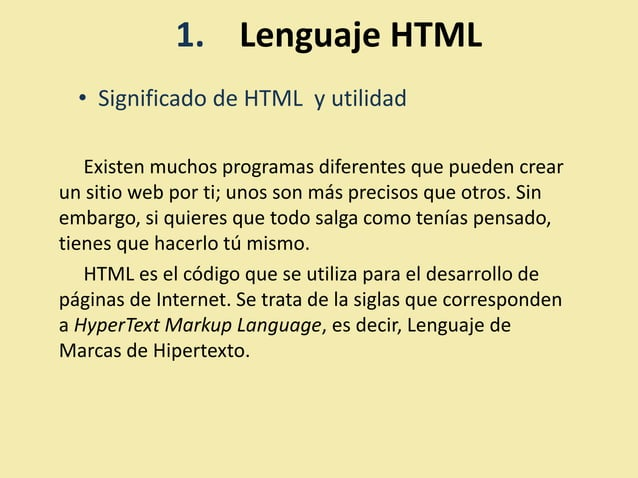 1. Lenguaje HTML
• Significado de HTML y utilidad
Existen muchos programas diferentes que pueden crear
un sitio web por ti; unos son más precisos que otros. Sin
embargo, si quieres que todo salga como tenías pensado,
tienes que hacerlo tú mismo.
HTML es el código que se utiliza para el desarrollo de
páginas de Internet. Se trata de la siglas que corresponden
a HyperText Markup Language, es decir, Lenguaje de
Marcas de Hipertexto.